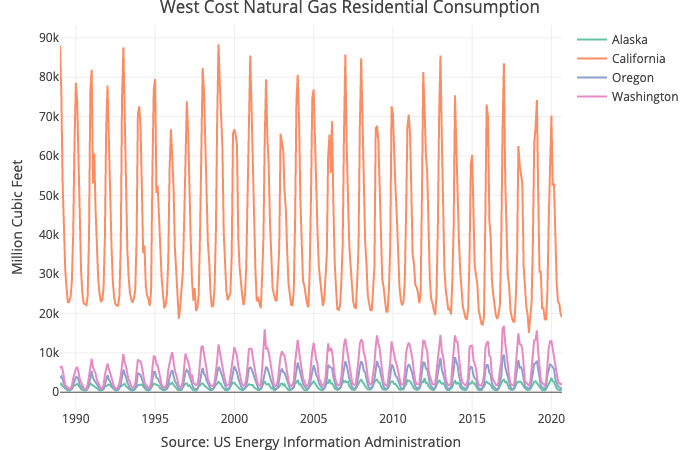 West Cost Natural Gas Residential Consumption
90k
80k
70k
60k
50k
40k
30k
20k
10k
0
Million Cubic Feet
1990
1995
2000
2005
2010
2015
2020
Source: US Energy Information Administration
Alaska
California
Oregon
Washington